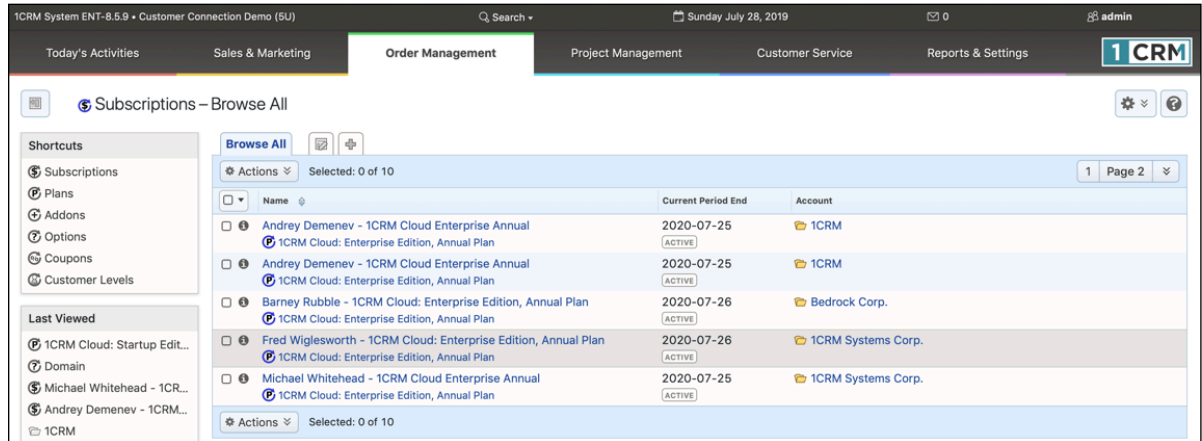 1CRM System ENT-8.5.9 • Customer Connection Demo (5U)
Search
Sunday July 28, 2019
0
admin
Today's Activities
Sales & Marketing
Order Management
Project Management
Customer Service
Reports & Settings
1 CRM
Subscriptions – Browse All
Shortcuts
Subscriptions
Plans
Addons
Options
Coupons
Customer Levels
Last Viewed
1CRM Cloud: Startup Edit...
Domain
Michael Whitehead - 1CR...
Andrey Demenev - 1CRM...
1CRM
Browse All
Actions
Selected: 0 of 10
1
Page 2
Name
Current Period End
Account
Andrey Demenev - 1CRM Cloud Enterprise Annual
1CRM Cloud: Enterprise Edition, Annual Plan
2020-07-25
ACTIVE
1CRM
Andrey Demenev - 1CRM Cloud Enterprise Annual
1CRM Cloud: Enterprise Edition, Annual Plan
2020-07-25
ACTIVE
1CRM
Barney Rubble - 1CRM Cloud: Enterprise Edition, Annual Plan
1CRM Cloud: Enterprise Edition, Annual Plan
2020-07-26
ACTIVE
Bedrock Corp.
Fred Wiglesworth - 1CRM Cloud: Enterprise Edition, Annual Plan
1CRM Cloud: Enterprise Edition, Annual Plan
2020-07-26
ACTIVE
1CRM Systems Corp.
Michael Whitehead - 1CRM Cloud Enterprise Annual
1CRM Cloud: Enterprise Edition, Annual Plan
2020-07-25
ACTIVE
1CRM Systems Corp.
Actions
Selected: 0 of 10